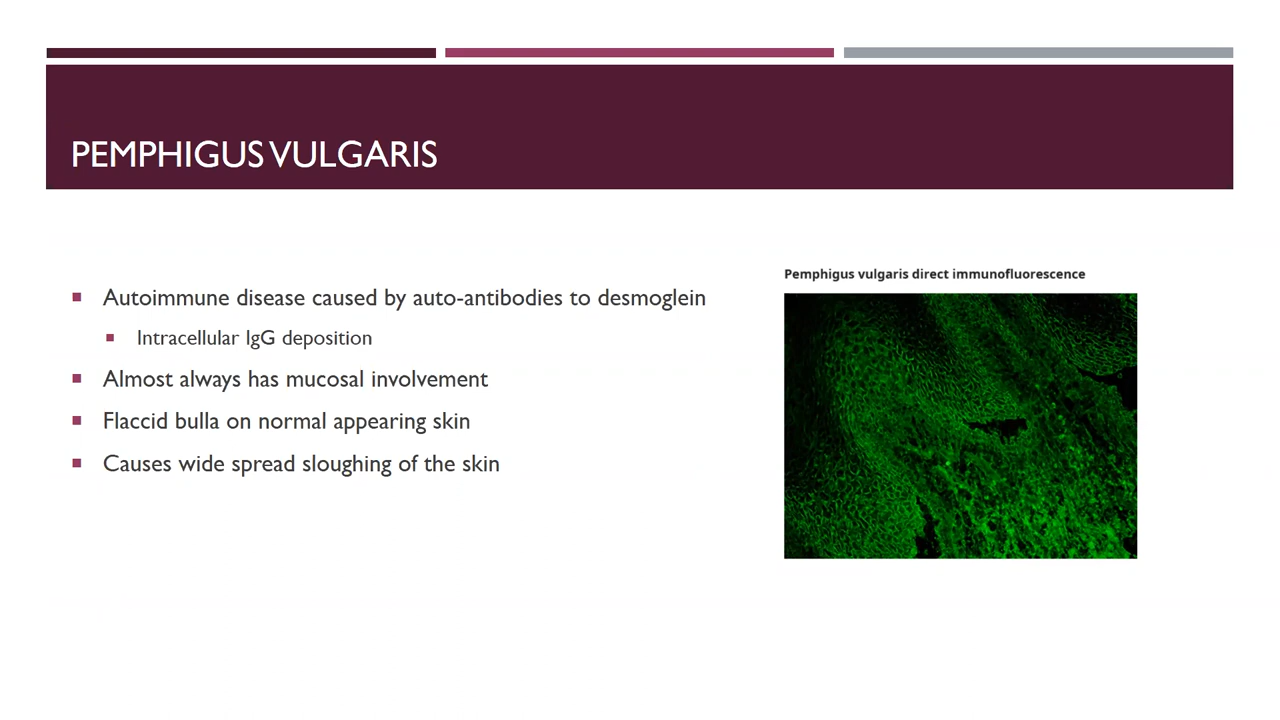 PEMPHIGUS VULGARIS
Autoimmune disease caused by auto-antibodies to desmoglein
Intracellular IgG deposition
Almost always has mucosal involvement
Flaccid bulla on normal appearing skin
Causes wide spread sloughing of the skin
Pemphigus vulgaris direct immunofluorescence